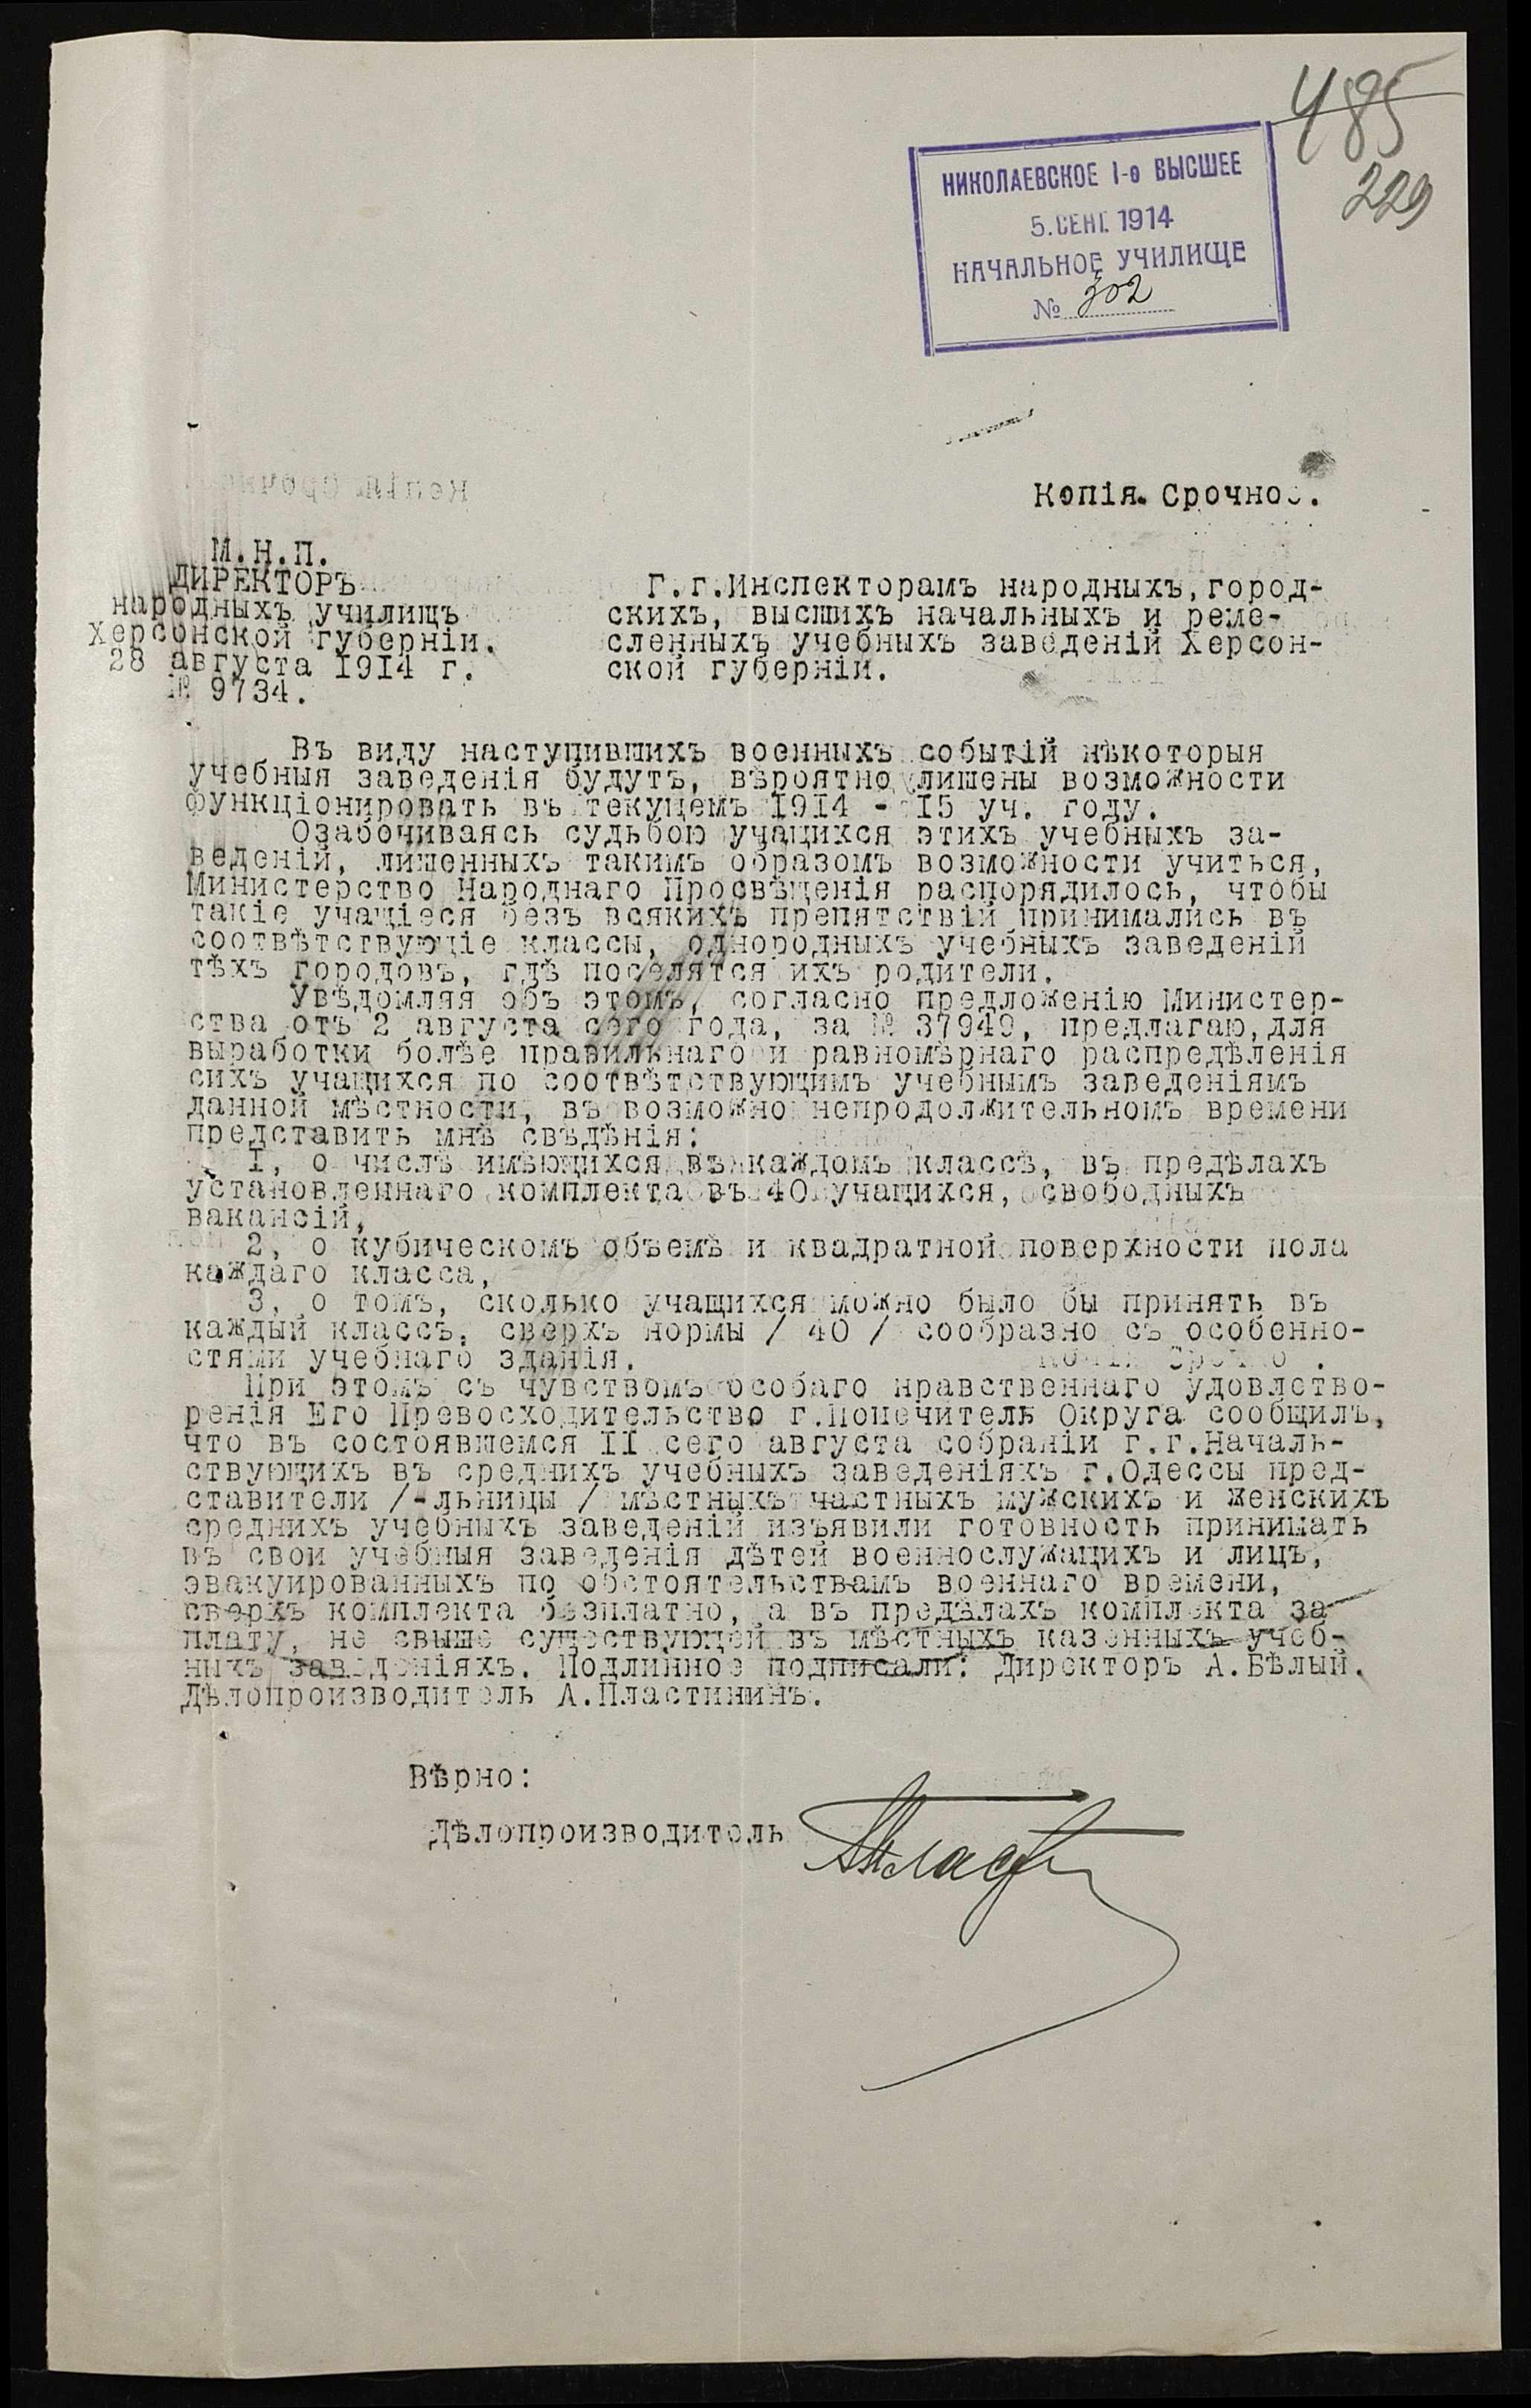 485
229
НИКОЛАЕВСКОЕ I-е ВЫСШЕЕ
5.СЕНТ. 1914
НАЧАЛЬНОЕ УЧИЛИЩЕ
№ 302
Копія. Срочное.
М.Н.П.
ДИРЕКТОРЪ
народныхъ училищъ
Херсонской губерніи.
28 августа 1914 г.
№ 9734.
Г.г.Инспекторамъ народныхъ, город-
скихъ, высшихъ начальныхъ и реме-
сленныхъ учебныхъ заведеній Херсон-
ской губерніи.
Въ виду наступившихъ военныхъ событій нѣкоторыя
учебныя заведенія будутъ, вѣроятно лишены возможности
функціонировать въ текущемъ 1914 - 15 уч. году.
Озабочиваясь судьбою учащихся этихъ учебныхъ за-
веденій, лишенныхъ такимъ образомъ возможности учиться,
Министерство Народнаго Просвѣщенія распорядилось, чтобы
такіе учащіеся безъ всякихъ препятствій принимались въ
соотвѣтствующіе классы, однородныхъ учебныхъ заведеній
тѣхъ городовъ, гдѣ поселятся ихъ родители.
Увѣдомляя объ этомъ, согласно предложенію Министер-
ства отъ 2 августа сего года, за № 37949, предлагаю, для
выработки болѣе правильнаго и равномѣрнаго распредѣленія
сихъ учащихся по соотвѣтствующимъ учебнымъ заведеніямъ
данной мѣстности, въ возможно непродолжительномъ времени
представить мнѣ свѣдѣнія:
I, о числѣ имѣющихся въ каждомъ классѣ, въ предѣлахъ
установленнаго комплекта въ 40 учащихся, свободныхъ
вакансій,
2, о кубическомъ объемѣ и квадратной поверхности пола
каждаго класса,
3, о томъ, сколько учащихся можно было бы принять въ
каждый классъ, сверхъ нормы / 40 / сообразно съ особенно-
стями учебнаго зданія.
При этомъ съ чувствомъ особаго нравственнаго удовлетво-
ренія Его Превосходительство г.Попечитель Округа сообщилъ,
что въ состоявшемся II сего августа собраніи г.г.Началь-
ствующихъ въ среднихъ учебныхъ заведеніяхъ г.Одессы пред-
ставители /-льницы / мѣстныхъ частныхъ мужскихъ и женскихъ
среднихъ учебныхъ заведеній изъявили готовность принимать
въ свои учебныя заведенія дѣтей военнослужащихъ и лицъ,
эвакуированныхъ по обстоятельствамъ военнаго времени,
сверхъ комплекта безплатно, а въ предѣлахъ комплекта за
плату, не свыше существующей въ мѣстныхъ казенныхъ учеб-
ныхъ заведеніяхъ. Подлинное подписали: Директоръ А.Бѣлый.
Дѣлопроизводитель А.Пластининъ.
Вѣрно:
Дѣлопроизводитель